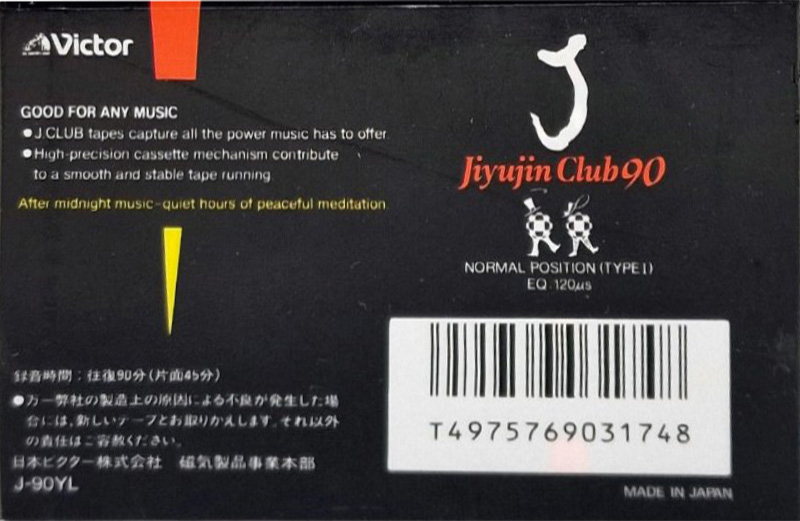 Victor
GOOD FOR ANY MUSIC
●J.CLUB tapes capture all the power music has to offer.
●High-precision cassette mechanism contribute
to a smooth and stable tape running.
After midnight music-quiet hours of peaceful meditation.
録音時間：往復90分(片面45分)
●万一弊社の製造上の原因による不良が発生した場
合には、新しいテープとお取りかえします。それ以外
の責任はご容赦ください。
日本ビクター株式会社 磁気製品事業本部
J-90YL
J
Jiyujin Club 90
NORMAL POSITION (TYPE I)
EQ.120μs
T4975769031748
MADE IN JAPAN